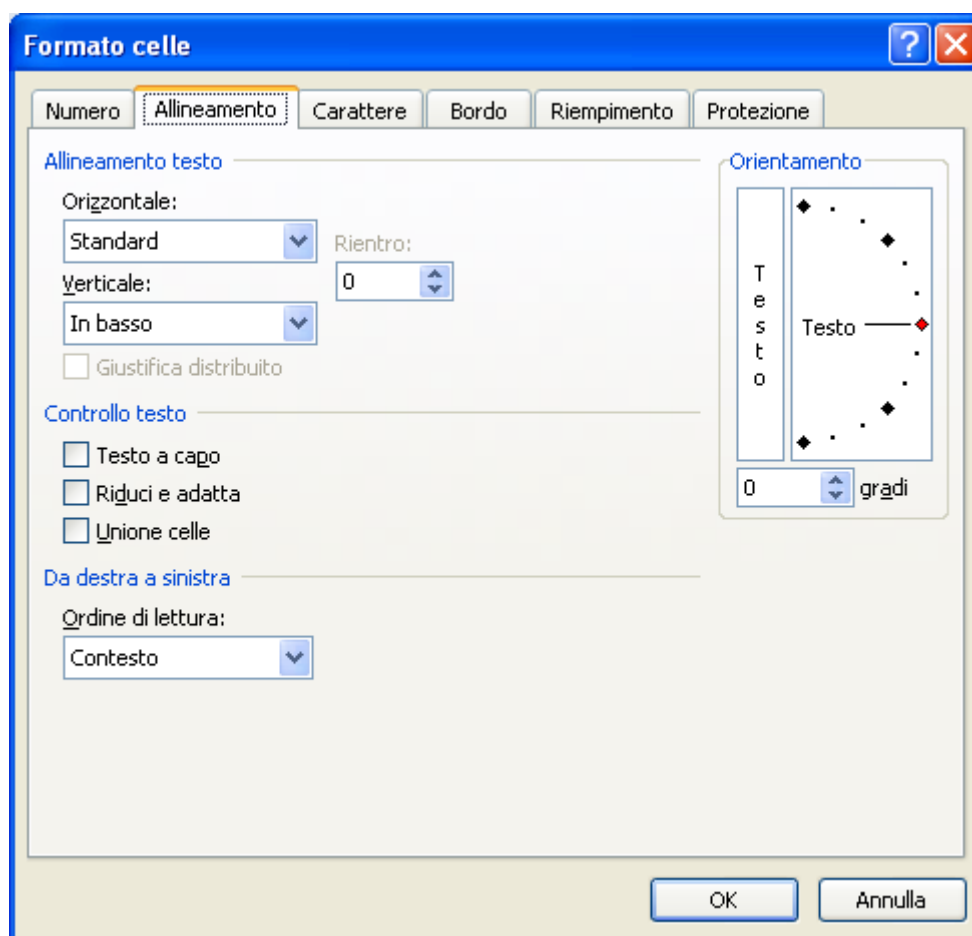 Formato celle
Numero Allineamento Carattere Bordo Riempimento Protezione
Allineamento testo
Orizzontale:
Standard
Rientro:
0
Verticale:
In basso
Giustifica distribuito
Controllo testo
Testo a capo
Riduci e adatta
Unione celle
Da destra a sinistra
Ordine di lettura:
Contesto
Orientamento
T
e
s
t
o
Testo
0 gradi
OK Annulla